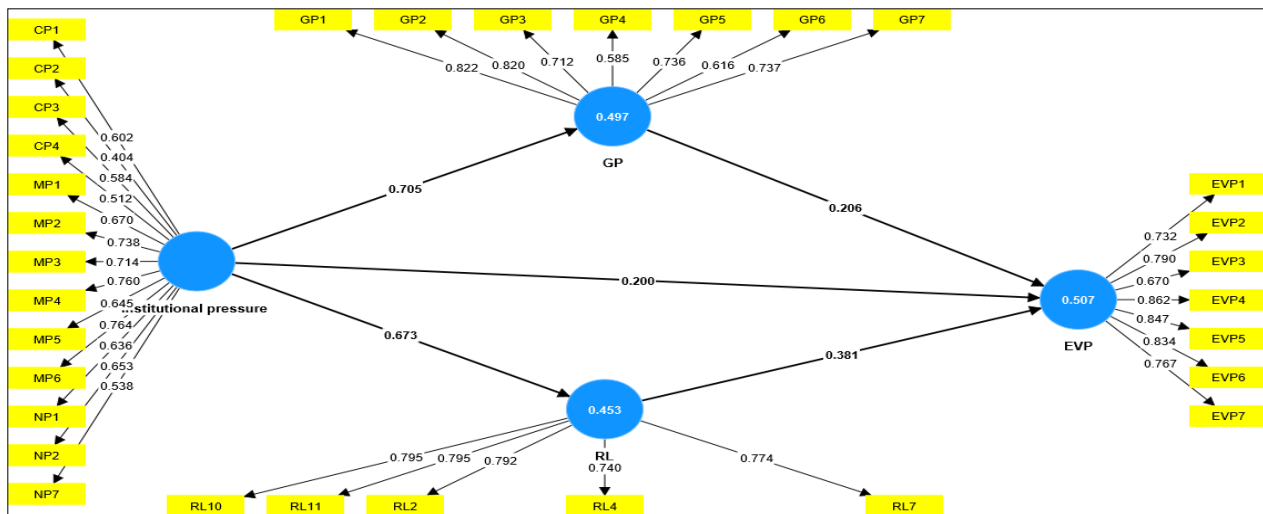 GP1 GP2 GP3 GP4 GP5 GP6 GP7
CP1
CP2
CP3
CP4
MP1
MP2
MP3
MP4
MP5
MP6
NP1
NP2
NP7
0.602
0.404
0.584
0.512
0.670
0.738
0.714
0.760
0.645
0.764
0.636
0.653
0.538
nstitutional pressure
0.822 0.820 0.712 0.585 0.736 0.616 0.737
0.497
GP
0.705
0.206
0.200
0.673
0.381
0.453
RL
0.795 0.795 0.792 0.740 0.774
RL10 RL11 RL2 RL4 RL7
0.507
EVP
0.732
0.790
0.670
0.862
0.847
0.834
0.767
EVP1
EVP2
EVP3
EVP4
EVP5
EVP6
EVP7